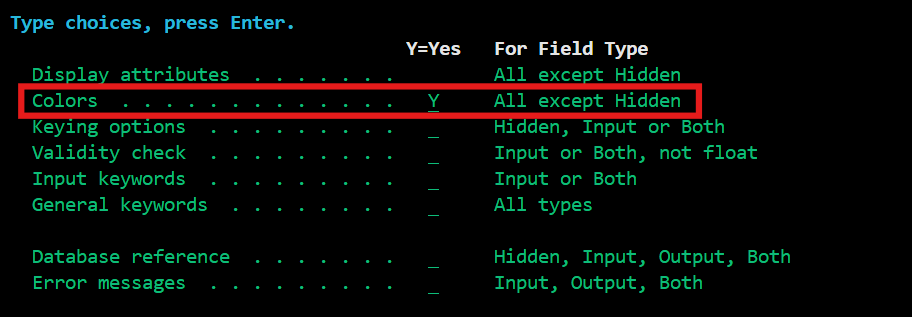 Type choices, press Enter.
Y=Yes For Field Type
Display attributes . . . . . . . All except Hidden
Colors . . . . . . . . . . . . . Y All except Hidden
Keying options . . . . . . . . . _ Hidden, Input or Both
Validity check . . . . . . . . . . _ Input or Both, not float
Input keywords . . . . . . . . . . _ Input or Both
General keywords . . . . . . . . _ All types
Database reference . . . . . . . _ Hidden, Input, Output, Both
Error messages . . . . . . . . . . _ Input, Output, Both